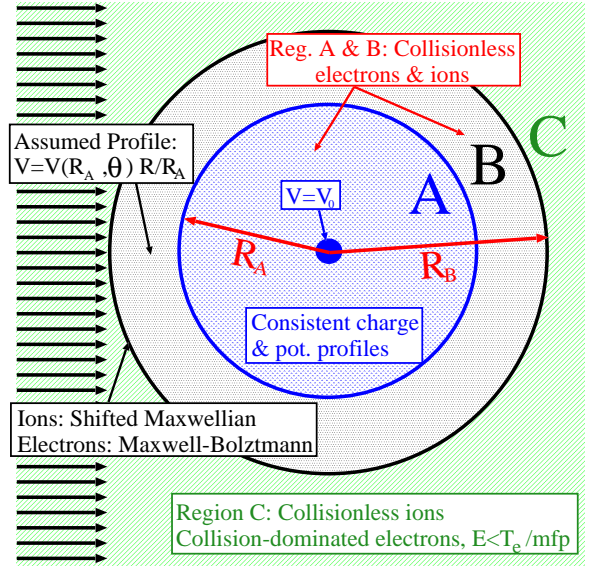 Reg. A & B: Collisionless
electrons & ions
C
Assumed Profile:
V=V(R_A ,θ) R/R_A
B
A
V=V_0
R_A
R_B
Consistent charge
& pot. profiles
Ions: Shifted Maxwellian
Electrons: Maxwell-Bolztmann
Region C: Collisionless ions
Collision-dominated electrons, E<T_e/mfp